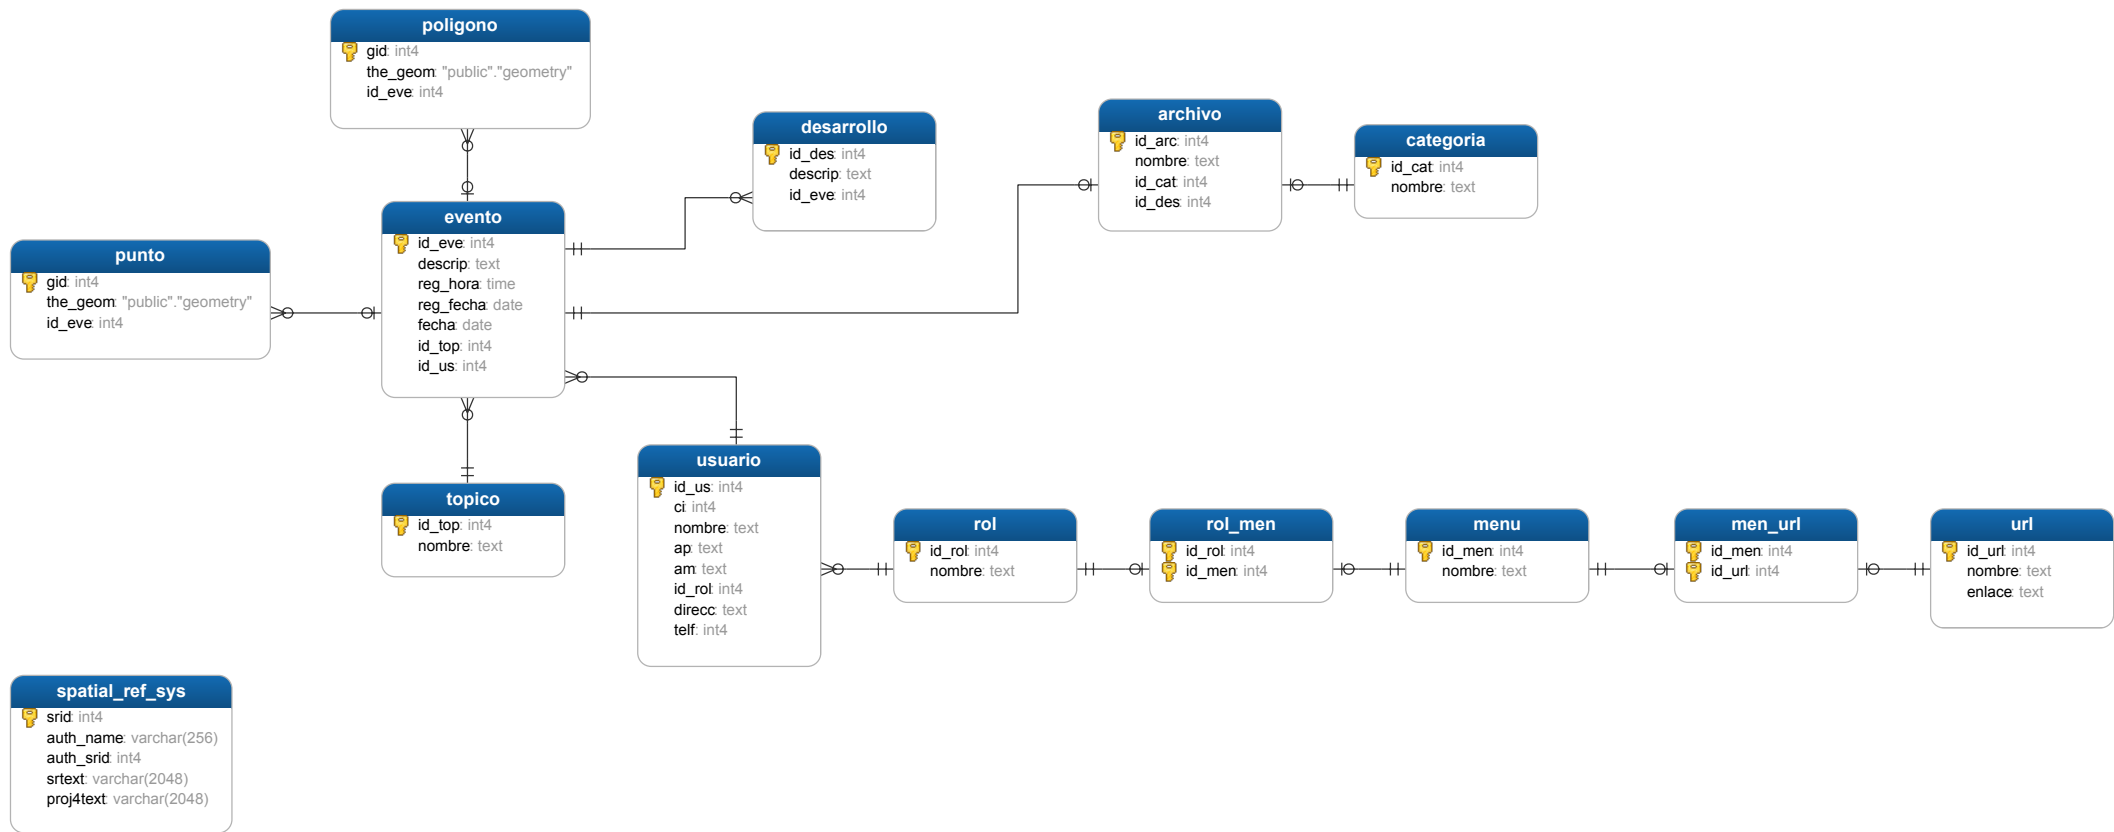 poligono
gid: int4
the_geom: "public"."geometry"
id_eve: int4
desarrollo
id_des: int4
descrip: text
id_eve: int4
archivo
id_arc: int4
nombre: text
id_cat: int4
id_des: int4
categoria
id_cat: int4
nombre: text
evento
id_eve: int4
descrip: text
reg_hora: time
reg_fecha: date
fecha: date
id_top: int4
id_us: int4
punto
gid: int4
the_geom: "public"."geometry"
id_eve: int4
topico
id_top: int4
nombre: text
usuario
id_us: int4
ci: int4
nombre: text
ap: text
am: text
id_rol: int4
direcc: text
telf: int4
rol
id_rol: int4
nombre: text
rol_men
id_rol: int4
id_men: int4
menu
id_men: int4
nombre: text
men_url
id_men: int4
id_url: int4
url
id_url: int4
nombre: text
enlace: text
spatial_ref_sys
srid: int4
auth_name: varchar(256)
auth_srid: int4
srtext: varchar(2048)
proj4text: varchar(2048)